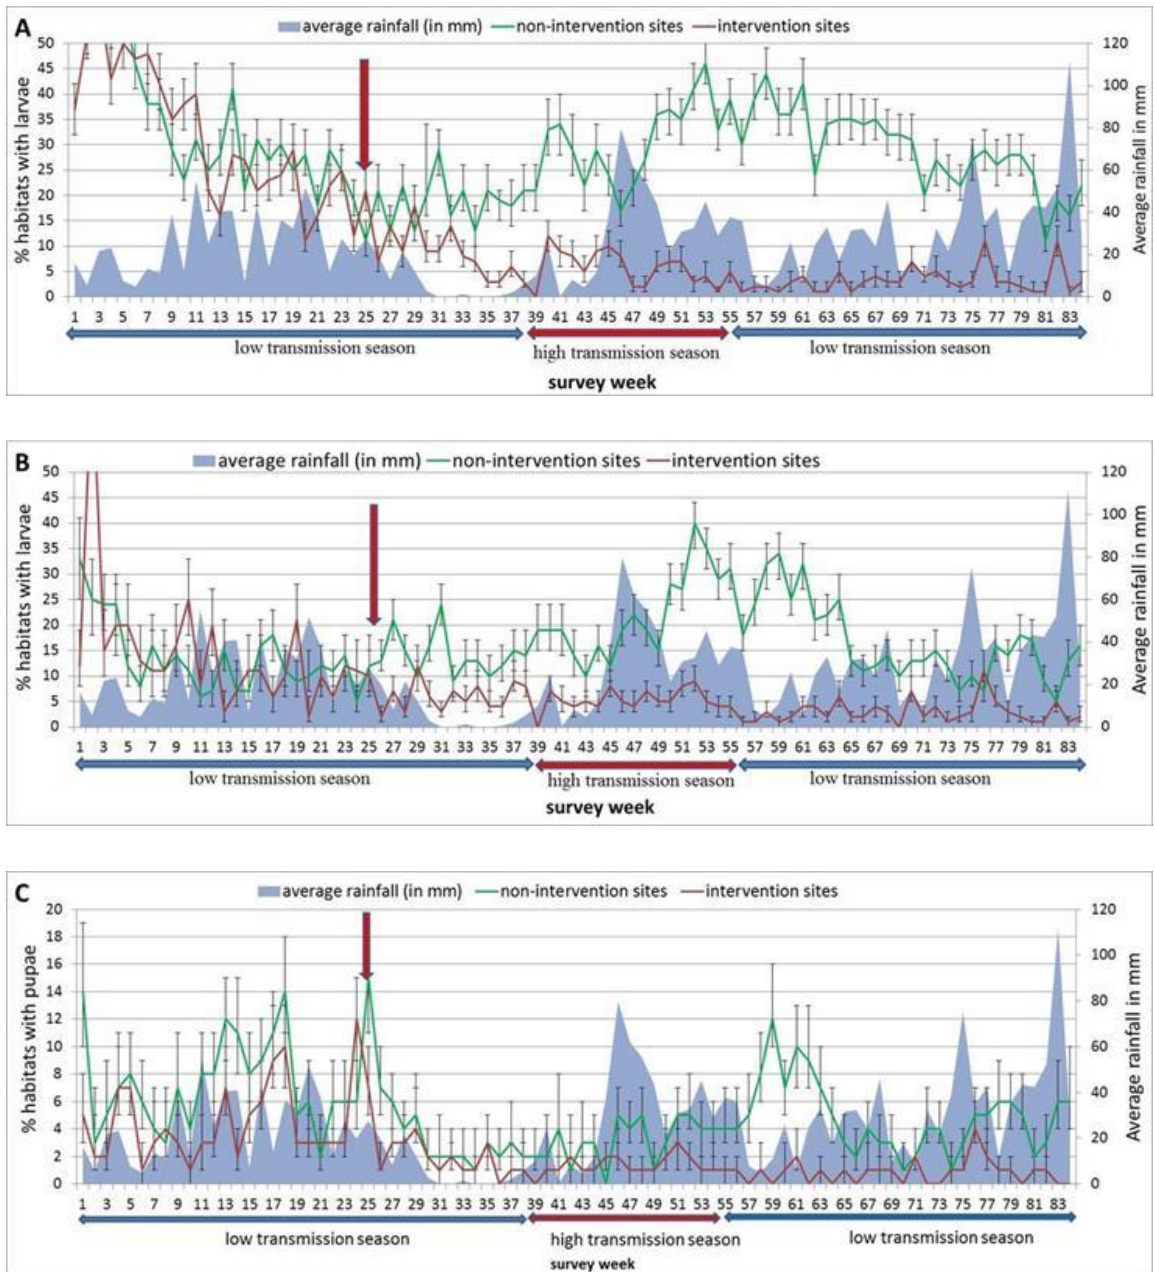 A
average rainfall (in mm) non-intervention sites intervention sites
% habitats with larvae
50
45
40
35
30
25
20
15
10
5
0
120
100
80
60
40
20
0
Average rainfall in mm
1 3 5 7 9 11 13 15 17 19 21 23 25 27 29 31 33 35 37 39 41 43 45 47 49 51 53 55 57 59 61 63 65 67 69 71 73 75 77 79 81 83
low transmission season high transmission season low transmission season
survey week
B
average rainfall (in mm) non-intervention sites intervention sites
% habitats with larvae
50
45
40
35
30
25
20
15
10
5
0
120
100
80
60
40
20
0
Average rainfall in mm
1 3 5 7 9 11 13 15 17 19 21 23 25 27 29 31 33 35 37 39 41 43 45 47 49 51 53 55 57 59 61 63 65 67 69 71 73 75 77 79 81 83
low transmission season high transmission season low transmission season
survey week
C
average rainfall (in mm) non-intervention sites intervention sites
% habitats with pupae
20
18
16
14
12
10
8
6
4
2
0
120
100
80
60
40
20
0
Average rainfall in mm
1 3 5 7 9 11 13 15 17 19 21 23 25 27 29 31 33 35 37 39 41 43 45 47 49 51 53 55 57 59 61 63 65 67 69 71 73 75 77 79 81 83
low transmission season high transmission season low transmission season
survey week